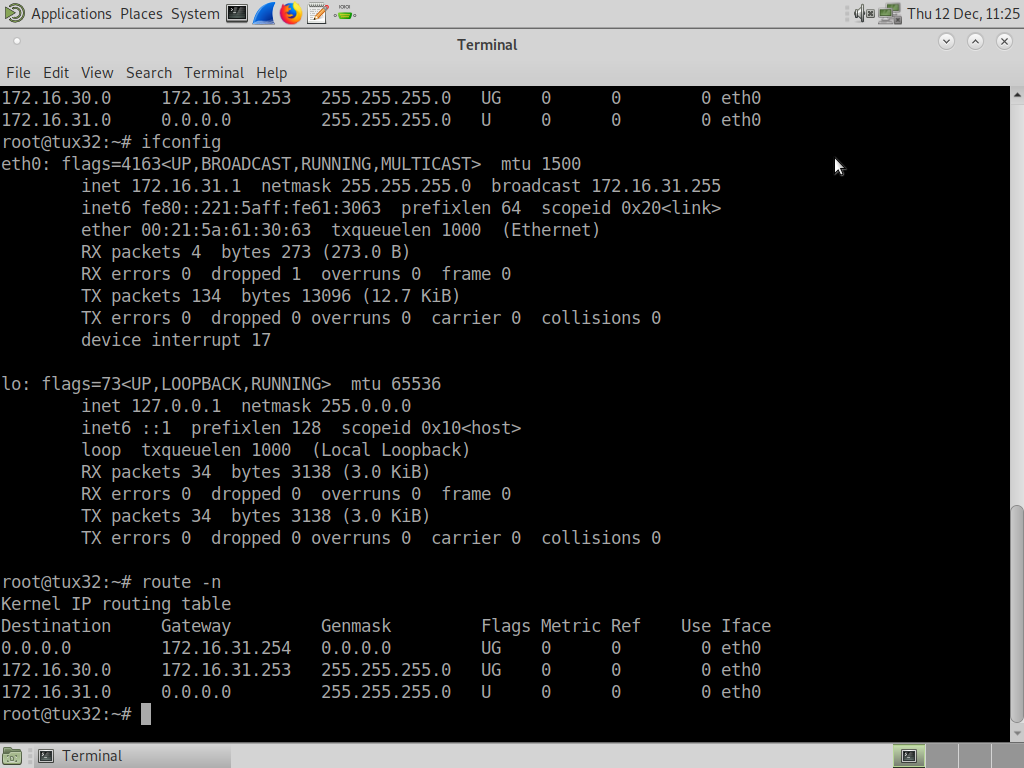 Applications Places System Thu 12 Dec, 11:25
Terminal
File Edit View Search Terminal Help
172.16.30.0     172.16.31.253   255.255.255.0   UG    0      0        0 eth0
172.16.31.0     0.0.0.0         255.255.255.0   U     0      0        0 eth0
root@tux32:~# ifconfig
eth0: flags=4163<UP,BROADCAST,RUNNING,MULTICAST>  mtu 1500
        inet 172.16.31.1  netmask 255.255.255.0  broadcast 172.16.31.255
        inet6 fe80::221:5aff:fe61:3063  prefixlen 64  scopeid 0x20<link>
        ether 00:21:5a:61:30:63  txqueuelen 1000  (Ethernet)
        RX packets 4  bytes 273 (273.0 B)
        RX errors 0  dropped 1  overruns 0  frame 0
        TX packets 134  bytes 13096 (12.7 KiB)
        TX errors 0  dropped 0 overruns 0  carrier 0  collisions 0
        device interrupt 17

lo: flags=73<UP,LOOPBACK,RUNNING>  mtu 65536
        inet 127.0.0.1  netmask 255.0.0.0
        inet6 ::1  prefixlen 128  scopeid 0x10<host>
        loop  txqueuelen 1000  (Local Loopback)
        RX packets 34  bytes 3138 (3.0 KiB)
        RX errors 0  dropped 0  overruns 0  frame 0
        TX packets 34  bytes 3138 (3.0 KiB)
        TX errors 0  dropped 0 overruns 0  carrier 0  collisions 0

root@tux32:~# route -n
Kernel IP routing table
Destination     Gateway         Genmask         Flags Metric Ref    Use Iface
0.0.0.0         172.16.31.254   0.0.0.0         UG    0      0        0 eth0
172.16.30.0     172.16.31.253   255.255.255.0   UG    0      0        0 eth0
172.16.31.0     0.0.0.0         255.255.255.0   U     0      0        0 eth0
root@tux32:~#
Terminal